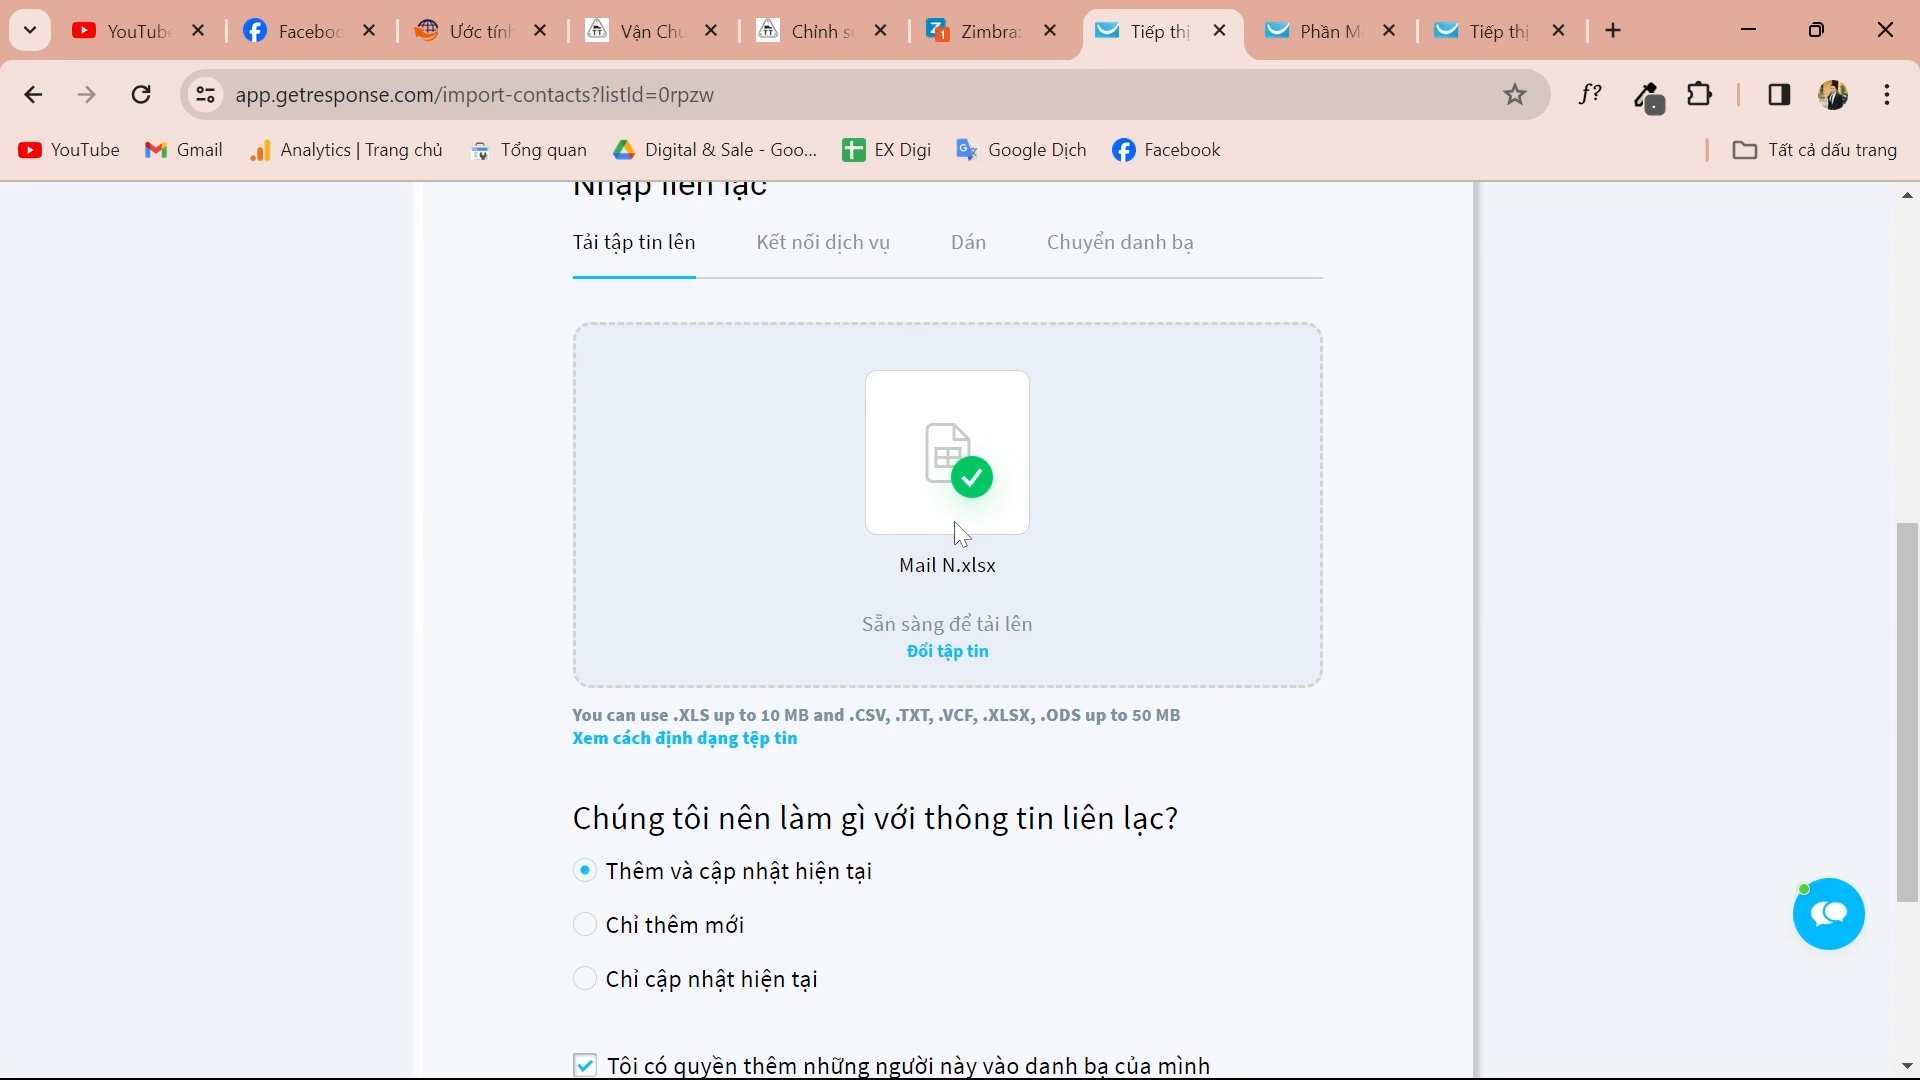 YouTube
Faceboo
Ước tính
Vận Chu
Chỉnh s
Zimbra:
Tiếp thị
Phần M
Tiếp thị
app.getresponse.com/import-contacts?listId=0rpzw
f?
YouTube
Gmail
Analytics | Trang chủ
Tổng quan
Digital & Sale - Goo...
EX Digi
Google Dịch
Facebook
Tất cả dấu trang
Nhập liên lạc
Tải tập tin lên
Kết nối dịch vụ
Dán
Chuyển danh bạ
Mail N.xlsx
Sẵn sàng để tải lên
Đổi tập tin
You can use .XLS up to 10 MB and .CSV, .TXT, .VCF, .XLSX, .ODS up to 50 MB
Xem cách định dạng tệp tin
Chúng tôi nên làm gì với thông tin liên lạc?
Thêm và cập nhật hiện tại
Chỉ thêm mới
Chỉ cập nhật hiện tại
Tôi có quyền thêm những người này vào danh bạ của mình